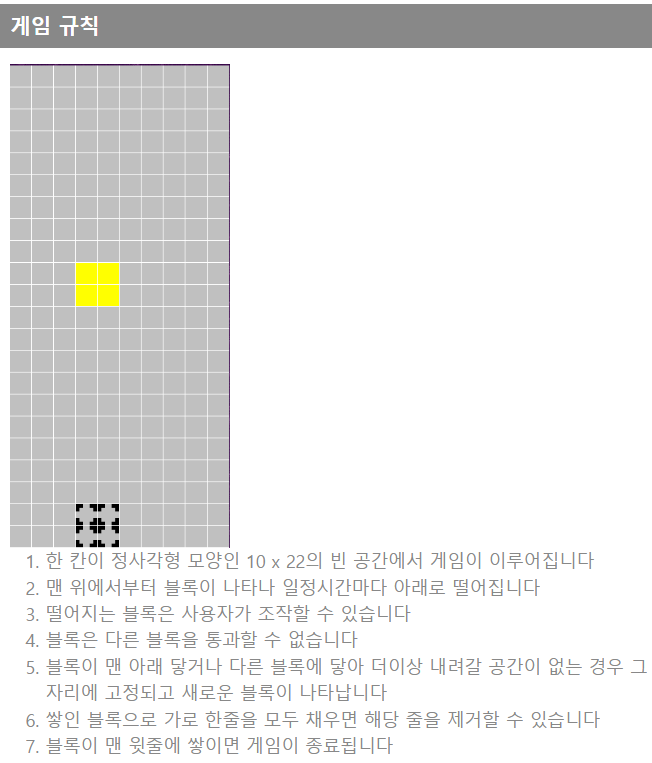 게임 규칙
1. 한 칸이 정사각형 모양인 10 x 22의 빈 공간에서 게임이 이루어집니다
2. 맨 위에서부터 블록이 나타나 일정시간마다 아래로 떨어집니다
3. 떨어지는 블록은 사용자가 조작할 수 있습니다
4. 블록은 다른 블록을 통과할 수 없습니다
5. 블록이 맨 아래 닿거나 다른 블록에 닿아 더이상 내려갈 공간이 없는 경우 그
자리에 고정되고 새로운 블록이 나타납니다
6. 쌓인 블록으로 가로 한줄을 모두 채우면 해당 줄을 제거할 수 있습니다
7. 블록이 맨 윗줄에 쌓이면 게임이 종료됩니다